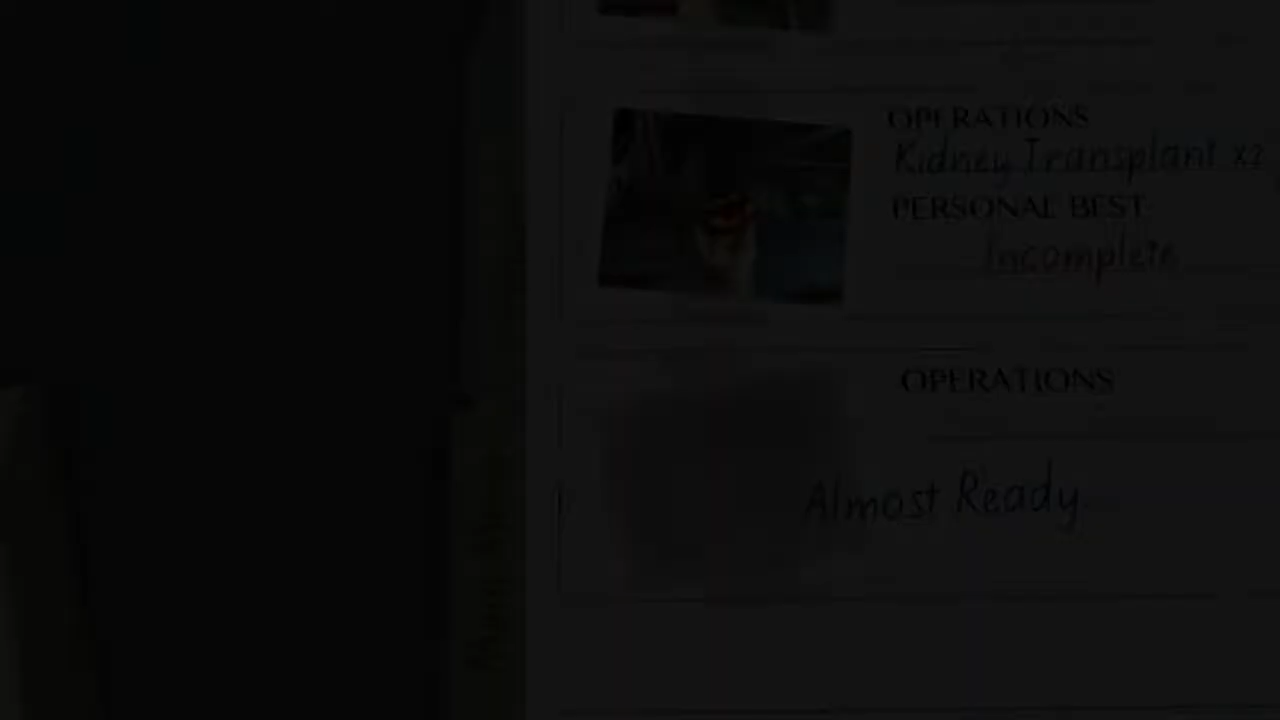 OPERATIONS
Kidney Transplant x2
PERSONAL BEST
Incomplete
OPERATIONS
Almost Ready